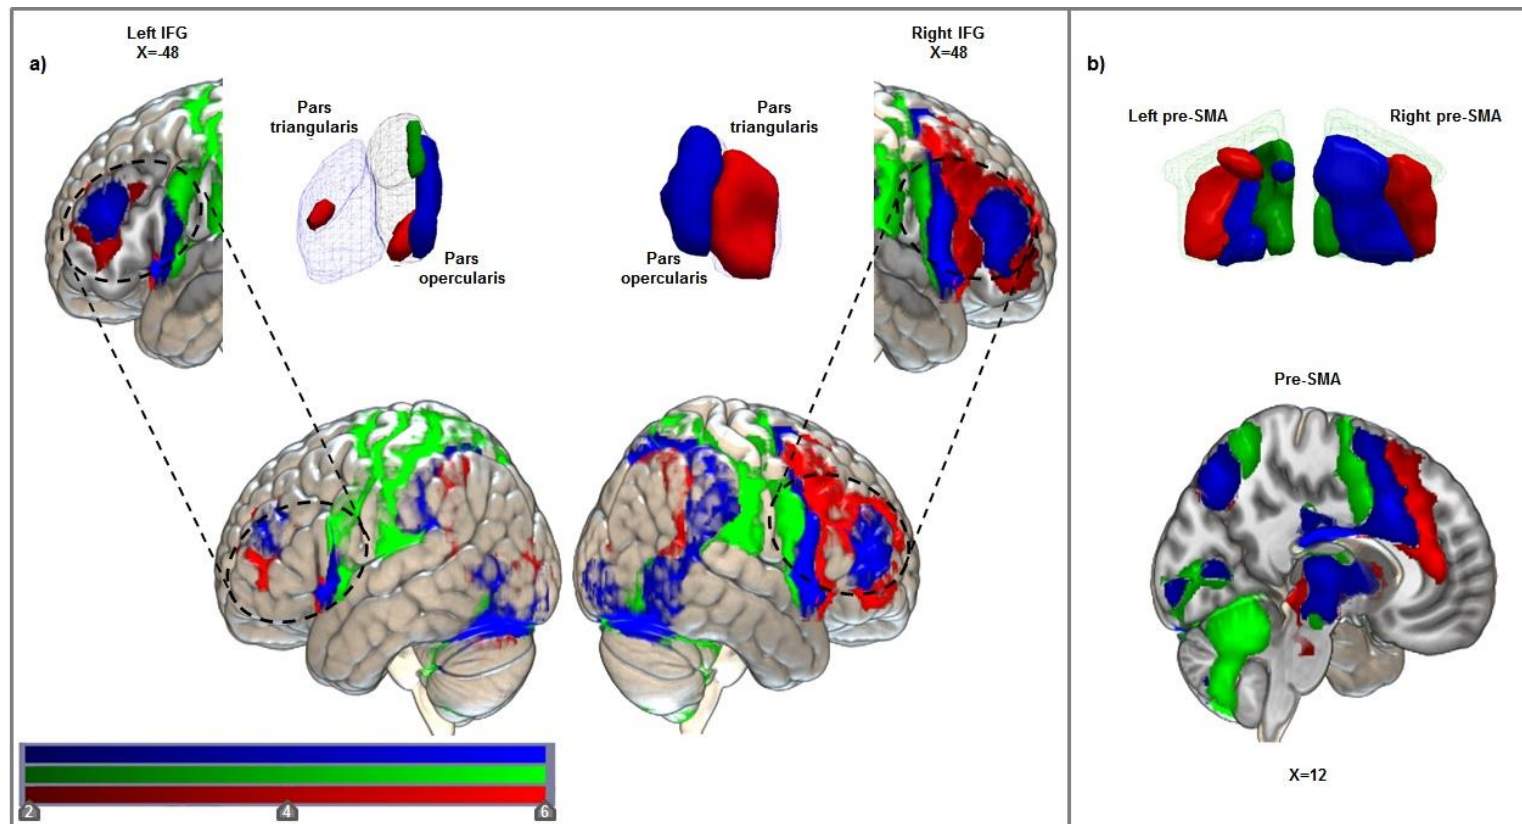 a)
Left IFG
X=-48
Pars
triangularis
Pars
opercularis
Right IFG
X=48
Pars
triangularis
Pars
opercularis
2
4
6
b)
Left pre-SMA
Right pre-SMA
Pre-SMA
X=12